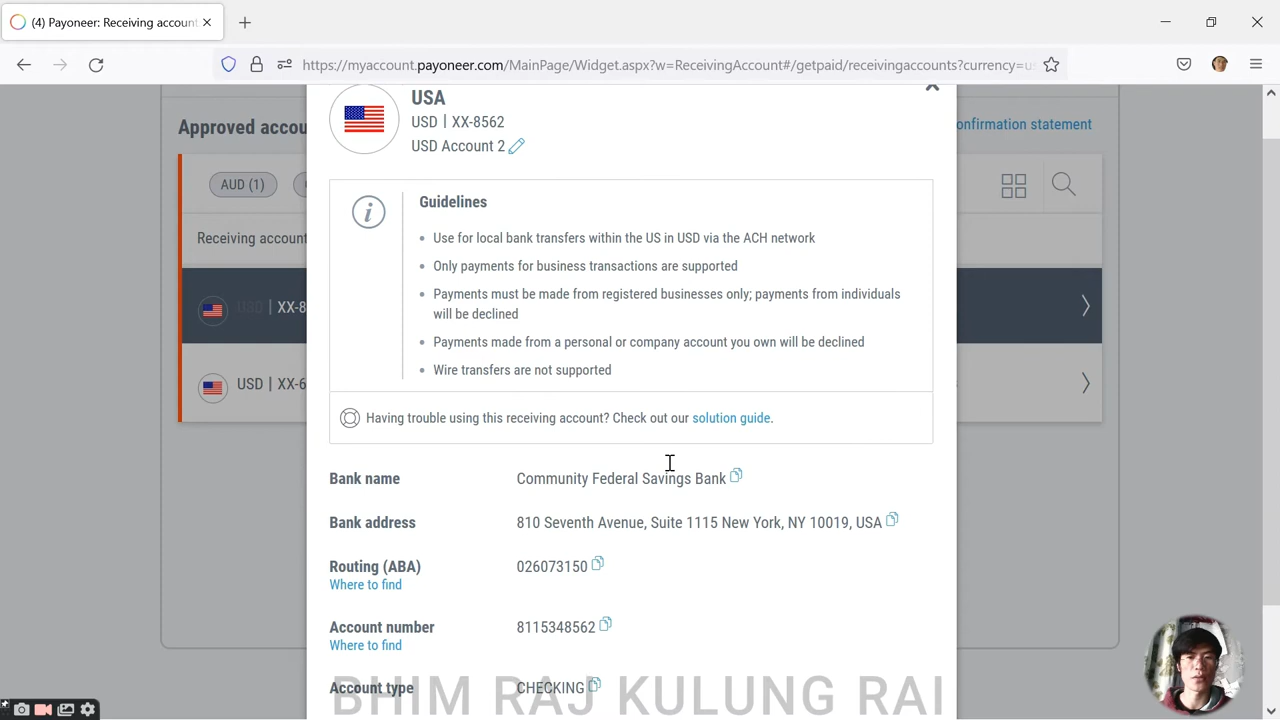 (4) Payoneer: Receiving account
https://myaccount.payoneer.com/MainPage/Widget.aspx?w=ReceivingAccount#/getpaid/receivingaccounts?currency=u
USA
USD | XX-8562
USD Account 2
Approved accou
onfirmation statement
AUD (1)
Receiving account
USD | XX-8
USD | XX-6
Guidelines
Use for local bank transfers within the US in USD via the ACH network
Only payments for business transactions are supported
Payments must be made from registered businesses only; payments from individuals
will be declined
Payments made from a personal or company account you own will be declined
Wire transfers are not supported
Having trouble using this receiving account? Check out our solution guide.
Bank name Community Federal Savings Bank
Bank address 810 Seventh Avenue, Suite 1115 New York, NY 10019, USA
Routing (ABA) 026073150
Where to find
Account number 8115348562
Where to find
Account type CHECKING
BHIM RAJ KULUNG RAI